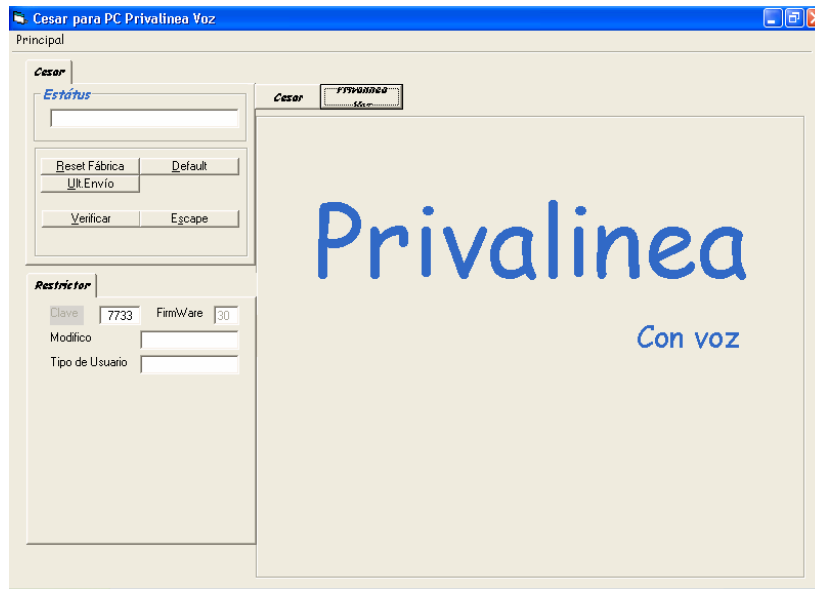 Cesar para PC Privalinea Voz
Principal
Cesar
Estátus
Reset Fábrica Default
Ult.Envío
Verificar Escape
Restrictor
Clave 7733 FirmWare 30
Modifico
Tipo de Usuario
Cesar Privalinea
Privalinea
Con voz